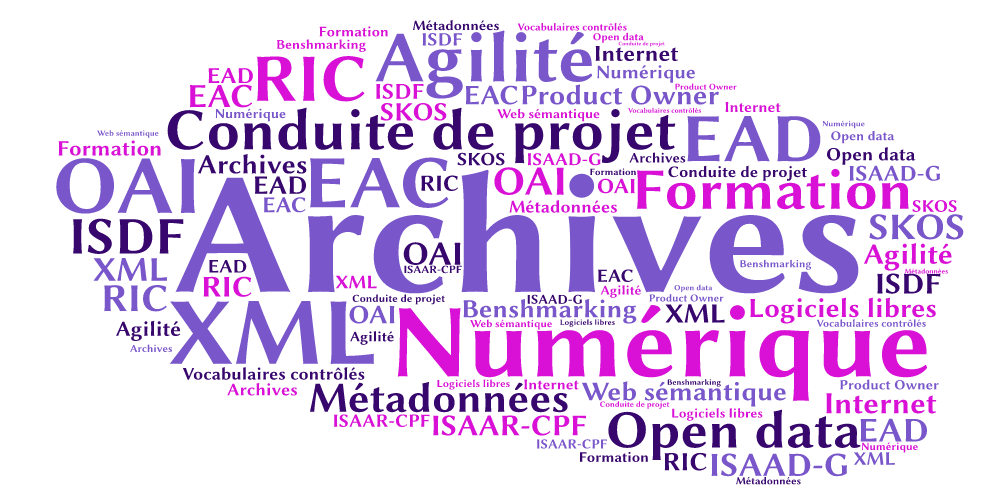 Métadonnées
Vocabulaires contrôlés
Formation
ISDF
Agilité
Open data
Conduite de projet
Benshmarking
Internet
RIC
Numérique
EAD
ISDF
EAC
Product Owner
Product Owner
EAC
SKOS
Internet
Numérique
Web sémantique
Vocabulaires contrôlés
Conduite de projet
EAD
Numérique
Web sémantique
Open data
Formation
Archives
SKOS
ISAAD-G
Archives
Open data
OAI
EAC
Formation
Conduite de projet
ISAAD-G
EAD
RIC
OAI
OAI
Formation
EAC
Métadonnées
SKOS
Archives
ISDF
SKOS
OAI
Agilité
XML
EAD
ISAAR-CPF
Benshmarking
Métadonnées
RIC
XML
EAC
ISDF
RIC
Agilité
Open data
Conduite de projet
ISAAD-G
Product Owner
XML
OAI
Benshmarking
XML
Logiciels libres
Agilité
Web sémantique
Logiciels libres
Vocabulaires contrôlés
Agilité
Numérique
Archives
Vocabulaires contrôlés
Archives
Logiciels libres
Internet
Benshmarking
Product Owner
Métadonnées
Web sémantique
Conduite de projet
Internet
ISAAR-CPF
ISAAR-CPF
Logiciels libres
Open data
EAD
ISAAR-CPF
Numérique
Formation
RIC
ISAAD-G
XML
Métadonnées